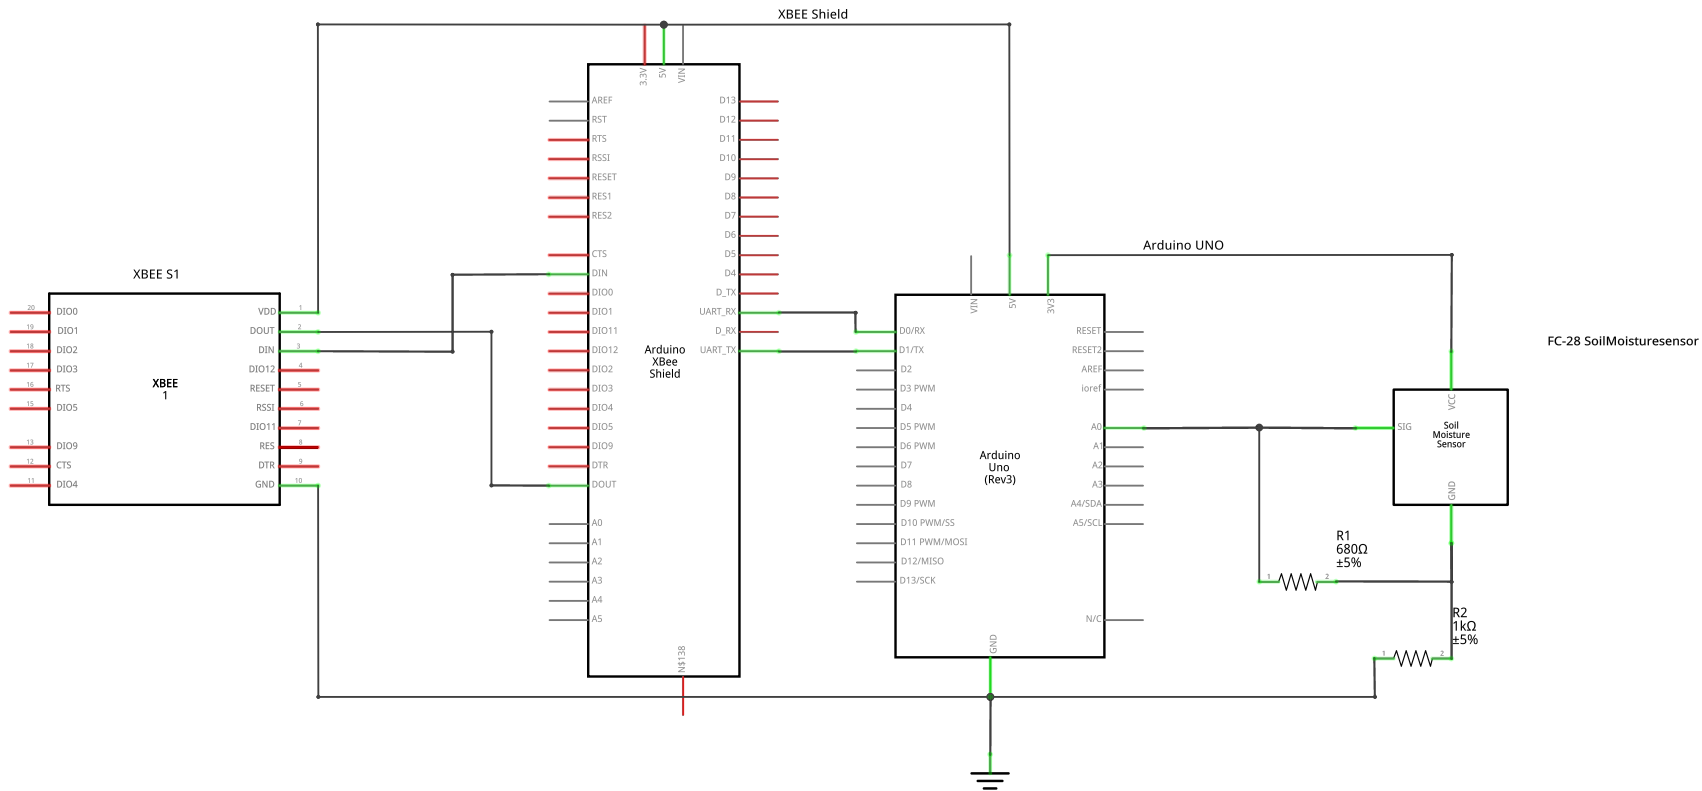 XBEE Shield
3.3V
5V
VIN
AREF
RST
RTS
RSSI
RESET
RES1
RES2
CTS
DIN
DIO0
DIO1
DIO11
DIO12
DIO2
DIO3
DIO4
DIO5
DIO9
DTR
DOUT
A0
A1
A2
A3
A4
A5
D13
D12
D11
D10
D9
D8
D7
D6
D5
D4
D_TX
UART_RX
D_RX
UART_TX
Arduino
XBee
Shield
N$138
XBEE S1
20 DIO0
19 DIO1
18 DIO2
17 DIO3
16 RTS
15 DIO5
13 DIO9
12 CTS
11 DIO4
VDD 1
DOUT 2
DIN 3
DIO12 4
RESET 5
RSSI 6
DIO11 7
RES 8
DTR 9
GND 10
XBEE
1
Arduino UNO
VIN
5V
3V3
D0/RX
D1/TX
D2
D3 PWM
D4
D5 PWM
D6 PWM
D7
D8
D9 PWM
D10 PWM/SS
D11 PWM/MOSI
D12/MISO
D13/SCK
RESET
RESET2
AREF
ioref
A0
A1
A2
A3
A4/SDA
A5/SCL
N/C
Arduino
Uno
(Rev3)
GND
FC-28 SoilMoisturesensor
VCC
SIG
Soil
Moisture
Sensor
GND
R1
680Ω
±5%
1 2
R2
1kΩ
±5%
1 2